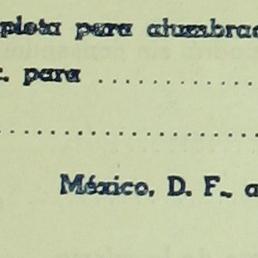 pleta para alumbrad
. para ..............
..........................
México, D. F., a